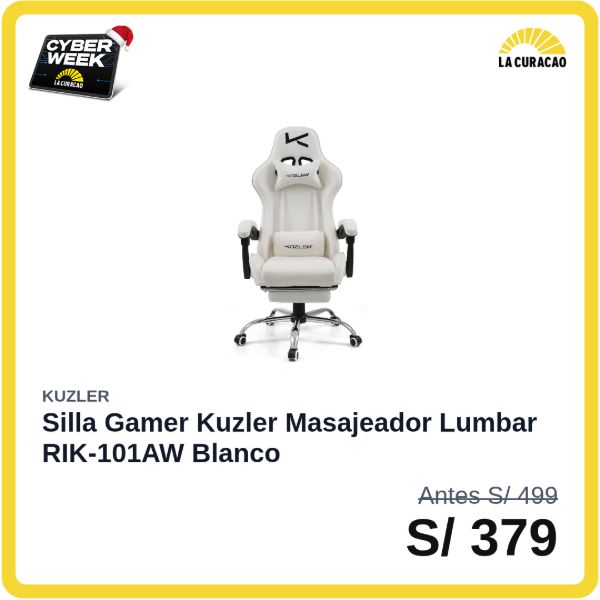 CYBER
WEEK
LA CURACAO
LA CURACAO
KUZLER
KUZLER
KUZLER
Silla Gamer Kuzler Masajeador Lumbar
RIK-101AW Blanco
Antes S/ 499
S/ 379